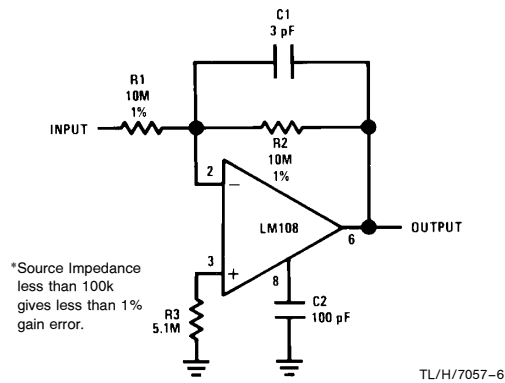 C1
3 pF
R1
10M
1%
INPUT
R2
10M
1%
2
−
LM108
6
OUTPUT
3
+
8
*Source Impedance
less than 100k
gives less than 1%
gain error.
R3
5.1M
C2
100 pF
TL/H/7057–6